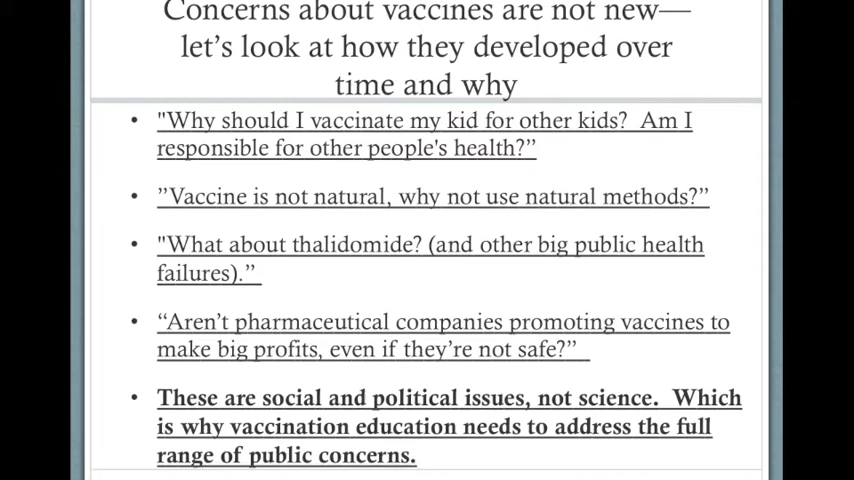 Concerns about vaccines are not new—
let’s look at how they developed over
time and why
• "Why should I vaccinate my kid for other kids?  Am I
responsible for other people's health?”
• ”Vaccine is not natural, why not use natural methods?”
• "What about thalidomide? (and other big public health
failures).”
• “Aren’t pharmaceutical companies promoting vaccines to
make big profits, even if they’re not safe?”
• These are social and political issues, not science.  Which
is why vaccination education needs to address the full
range of public concerns.